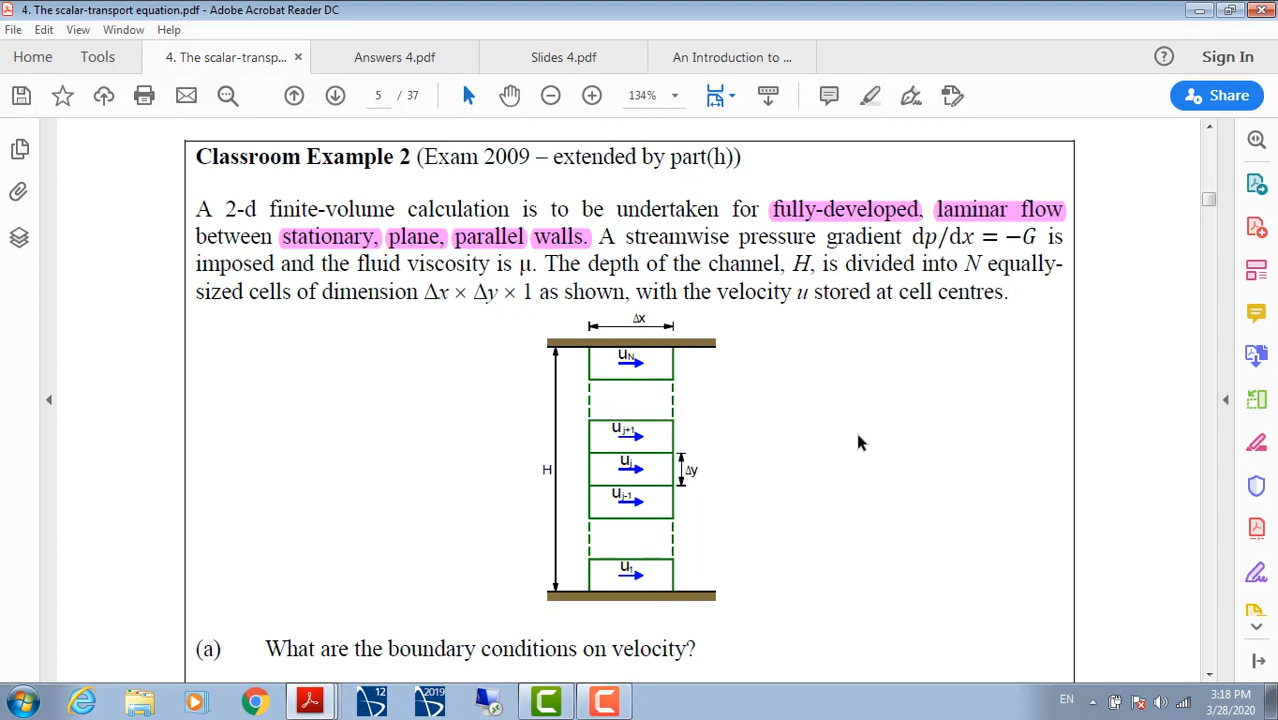 4. The scalar-transport equation.pdf - Adobe Acrobat Reader DC
File Edit View Window Help
Home Tools 4. The scalar-transp... × Answers 4.pdf Slides 4.pdf An Introduction to ... Sign In
5 / 37 134% Share
Classroom Example 2 (Exam 2009 – extended by part(h))
A 2-d finite-volume calculation is to be undertaken for fully-developed, laminar flow
between stationary, plane, parallel walls. A streamwise pressure gradient dp/dx = −G is
imposed and the fluid viscosity is μ. The depth of the channel, H, is divided into N equally-
sized cells of dimension Δx × Δy × 1 as shown, with the velocity u stored at cell centres.
Δx
uN
uj+1
uj
H
Δy
uj-1
u1
(a) What are the boundary conditions on velocity?
12 2019 EN 3:18 PM
3/28/2020